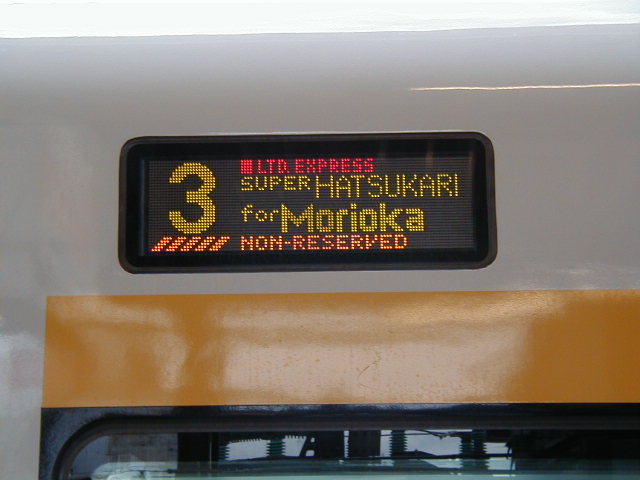 3
LTD. EXPRESS
SUPER HATSUKARI
for Morioka
NON-RESERVED